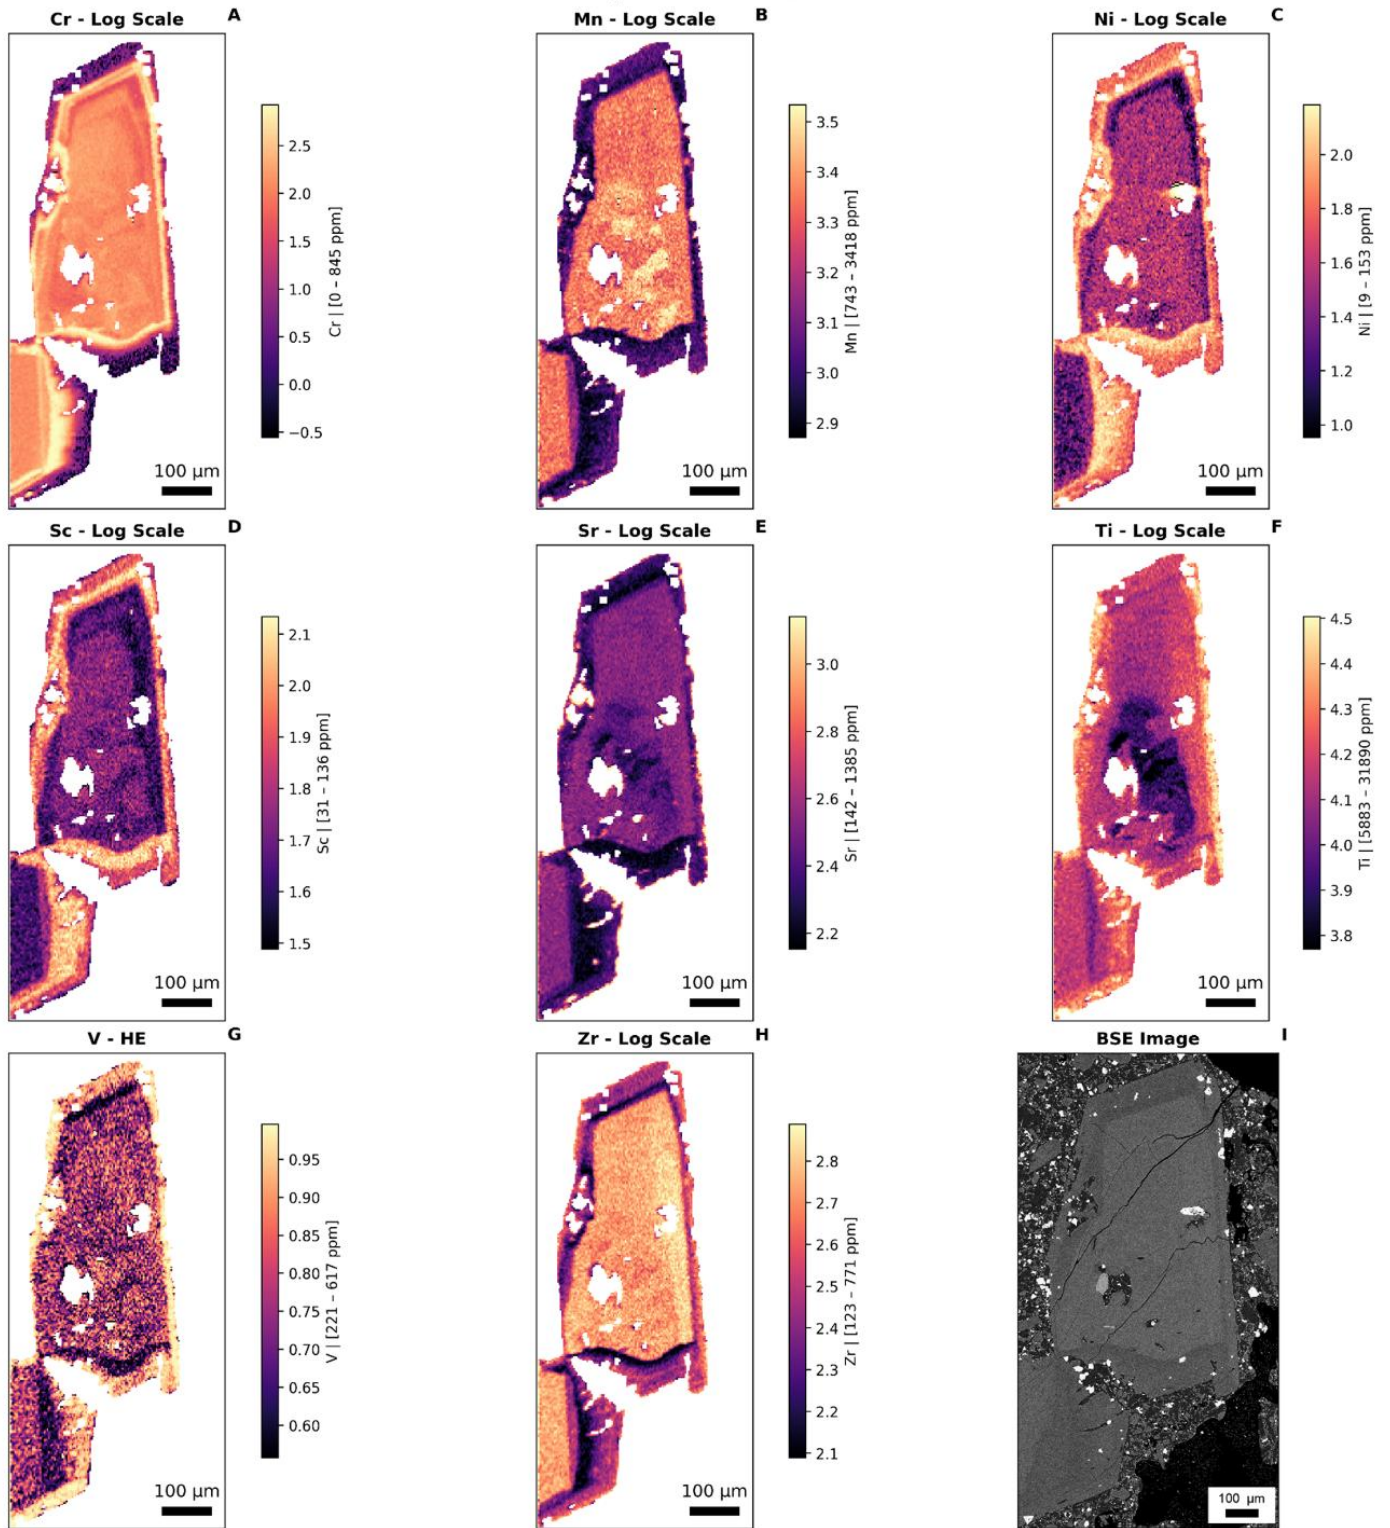 Cr - Log Scale A
Mn - Log Scale B
Ni - Log Scale C
2.5
2.0
1.5
1.0
0.5
0.0
−0.5
Cr | [0 – 845 ppm]
100 µm
3.5
3.4
3.3
3.2
3.1
3.0
2.9
Mn | [743 – 3418 ppm]
100 µm
2.0
1.8
1.6
1.4
1.2
1.0
Ni | [9 – 153 ppm]
100 µm
Sc - Log Scale D
Sr - Log Scale E
Ti - Log Scale F
2.1
2.0
1.9
1.8
1.7
1.6
1.5
Sc | [31 – 136 ppm]
100 µm
3.0
2.8
2.6
2.4
2.2
Sr | [142 – 1385 ppm]
100 µm
4.5
4.4
4.3
4.2
4.1
4.0
3.9
3.8
Ti | [5883 – 31890 ppm]
100 µm
V - HE G
Zr - Log Scale H
BSE Image I
0.95
0.90
0.85
0.80
0.75
0.70
0.65
0.60
V | [221 – 617 ppm]
100 µm
2.8
2.7
2.6
2.5
2.4
2.3
2.2
2.1
Zr | [123 – 771 ppm]
100 µm
100 µm